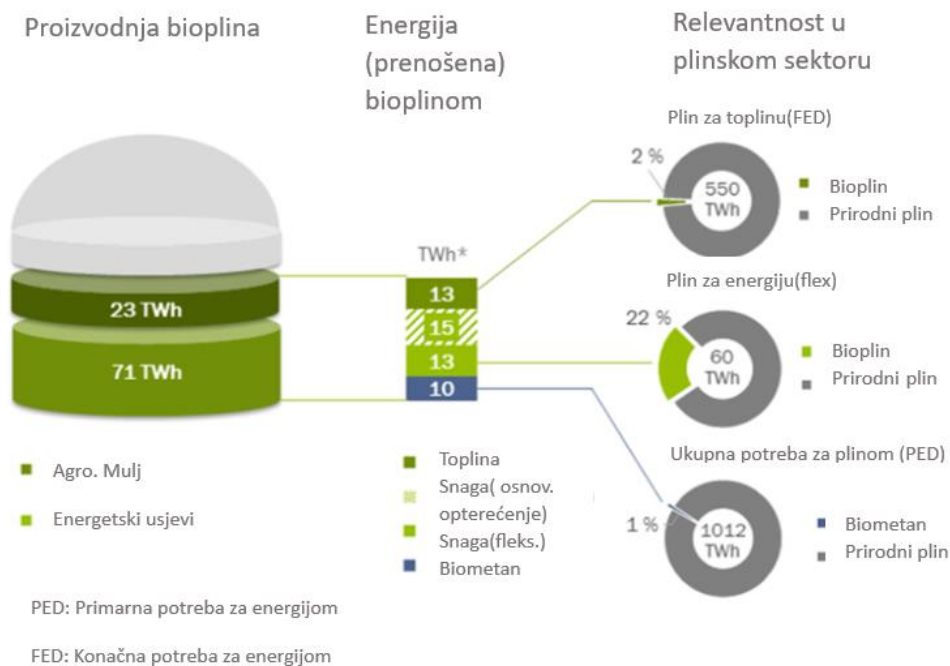 Proizvodnja bioplina
Energija
(prenošena)
bioplinom
Relevantnost u
plinskom sektoru
23 TWh
71 TWh
Agro. Mulj
Energetski usjevi
TWh*
13
15
13
10
Toplina
Snaga( osnov.
opterećenje)
Snaga(fleks.)
Biometan
Plin za toplinu(FED)
2 %
550
TWh
Bioplin
Prirodni plin
Plin za energiju(flex)
22 %
60
TWh
Bioplin
Prirodni plin
Ukupna potreba za plinom (PED)
1 %
1012
TWh
Biometan
Prirodni plin
PED: Primarna potreba za energijom
FED: Konačna potreba za energijom